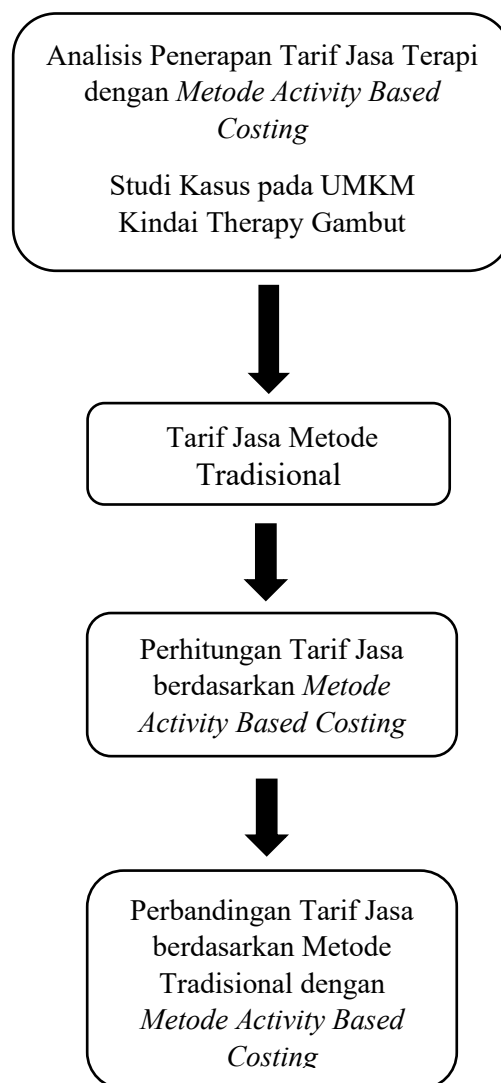 Analisis Penerapan Tarif Jasa Terapi
dengan Metode Activity Based
Costing
Studi Kasus pada UMKM
Kindai Therapy Gambut
Tarif Jasa Metode
Tradisional
Perhitungan Tarif Jasa
berdasarkan Metode
Activity Based Costing
Perbandingan Tarif Jasa
berdasarkan Metode
Tradisional dengan
Metode Activity Based
Costing